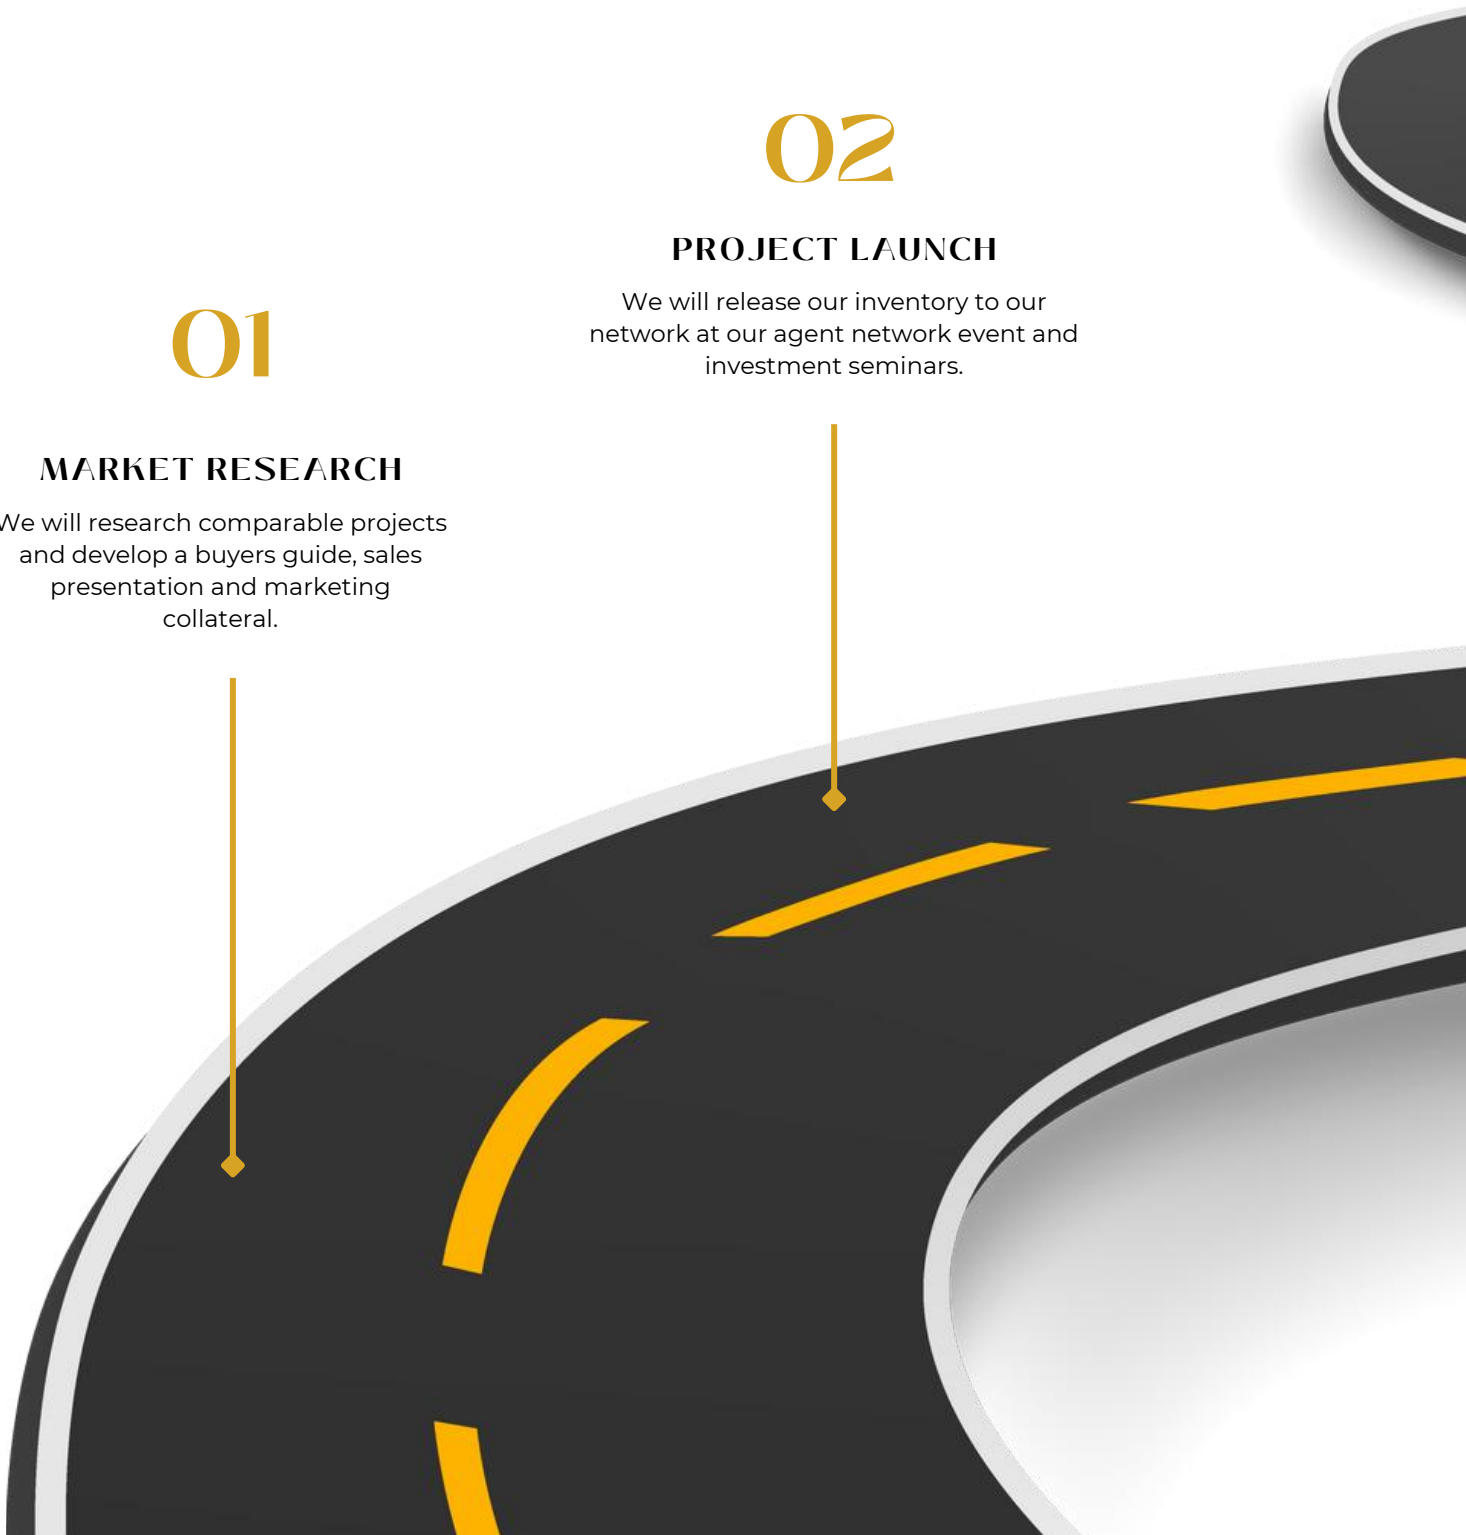 01
MARKET RESEARCH
We will research comparable projects
and develop a buyers guide, sales
presentation and marketing
collateral.
02
PROJECT LAUNCH
We will release our inventory to our
network at our agent network event and
investment seminars.